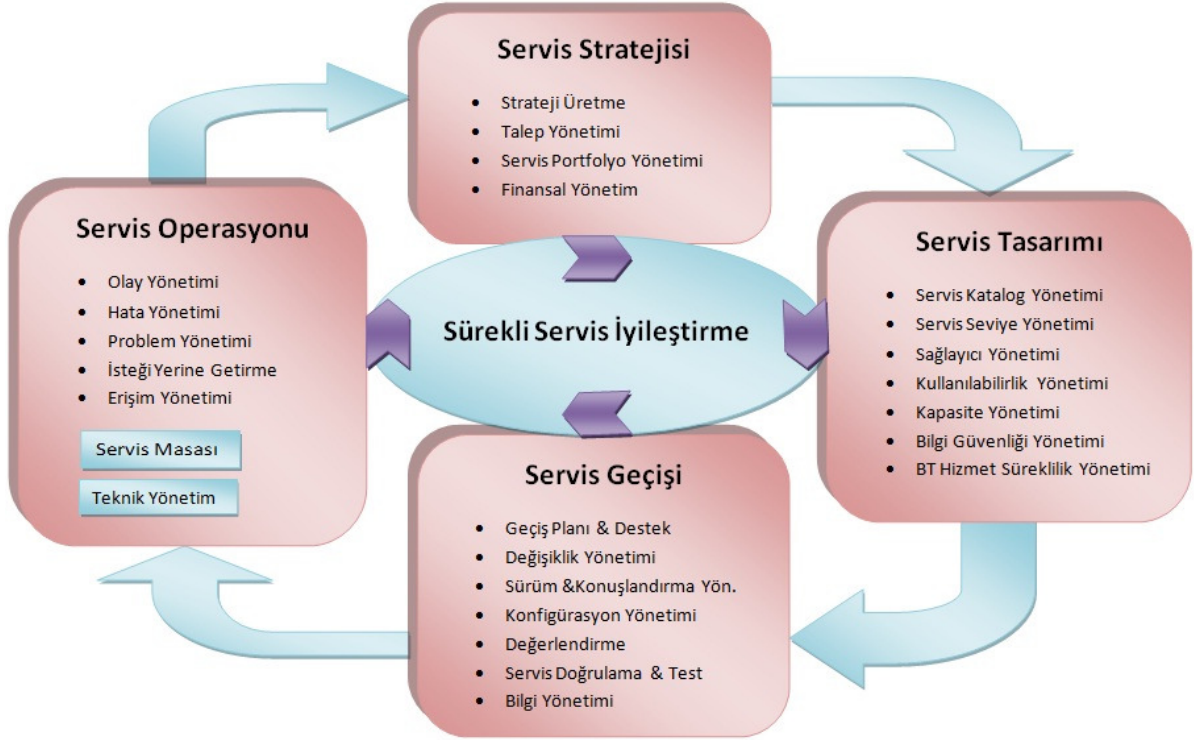 Servis Stratejisi
• Strateji Üretme
• Talep Yönetimi
• Servis Portfolyo Yönetimi
• Finansal Yönetim
Servis Operasyonu
• Olay Yönetimi
• Hata Yönetimi
• Problem Yönetimi
• İsteği Yerine Getirme
• Erişim Yönetimi
Servis Masası
Teknik Yönetim
Sürekli Servis İyileştirme
Servis Tasarımı
• Servis Katalog Yönetimi
• Servis Seviye Yönetimi
• Sağlayıcı Yönetimi
• Kullanılabilirlik Yönetimi
• Kapasite Yönetimi
• Bilgi Güvenliği Yönetimi
• BT Hizmet Süreklilik Yönetimi
Servis Geçişi
• Geçiş Planı & Destek
• Değişiklik Yönetimi
• Sürüm &Konuşlandırma Yön.
• Konfigürasyon Yönetimi
• Değerlendirme
• Servis Doğrulama & Test
• Bilgi Yönetimi